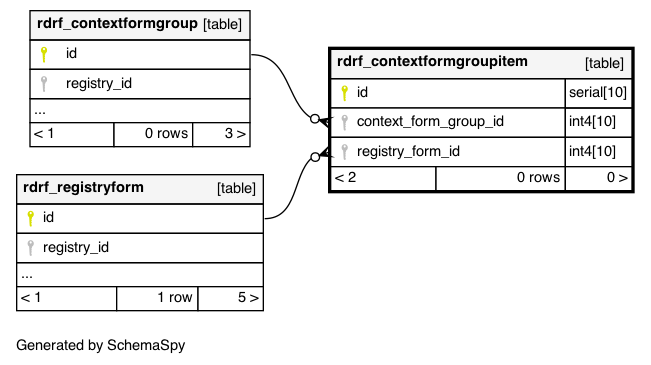 rdrf_contextformgroup [table]
id
registry_id
...
< 1 0 rows 3 >
rdrf_contextformgroupitem [table]
id serial[10]
context_form_group_id int4[10]
registry_form_id int4[10]
< 2 0 rows 0 >
rdrf_registryform [table]
id
registry_id
...
< 1 1 row 5 >
Generated by SchemaSpy